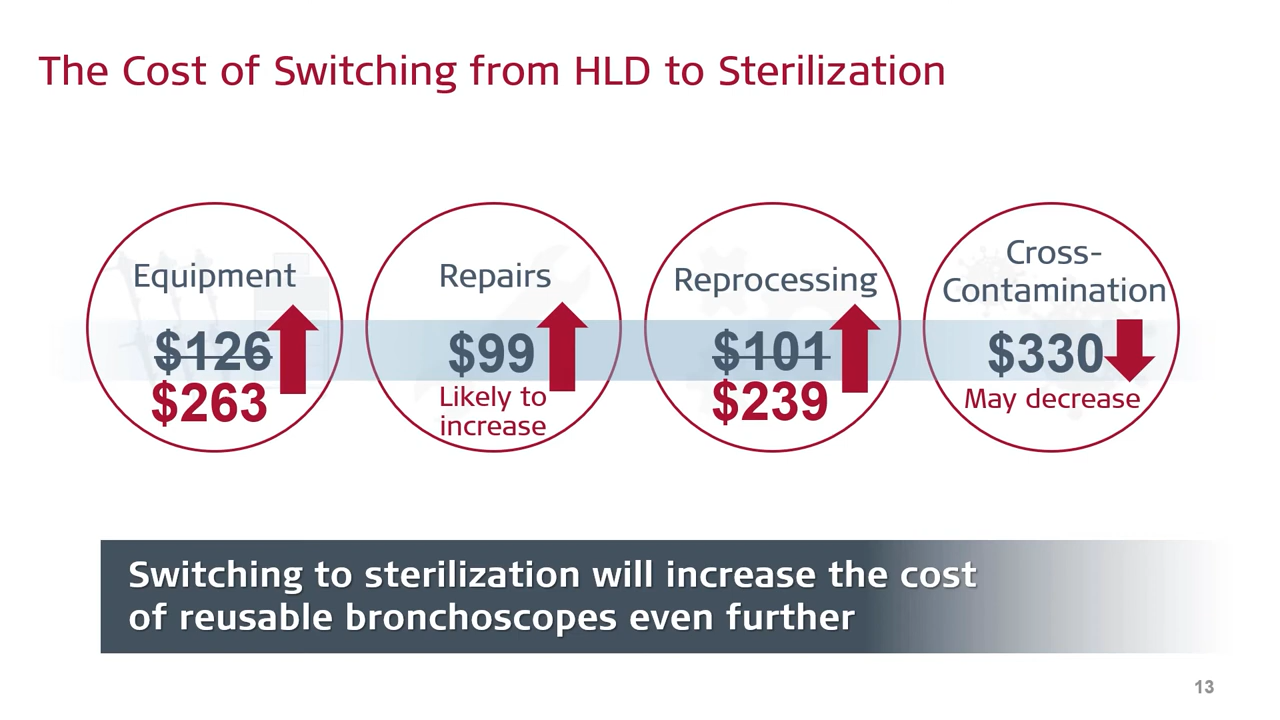 The Cost of Switching from HLD to Sterilization
Equipment
$126
$263
Repairs
$99
Likely to
increase
Reprocessing
$101
$239
Cross-
Contamination
$330
May decrease
Switching to sterilization will increase the cost
of reusable bronchoscopes even further
13